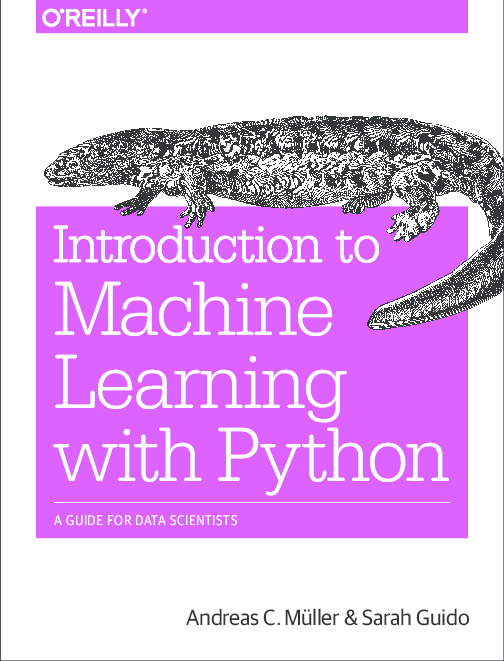 O'REILLY®
Introduction to
Machine
Learning
with Python
A GUIDE FOR DATA SCIENTISTS
Andreas C. Müller & Sarah Guido